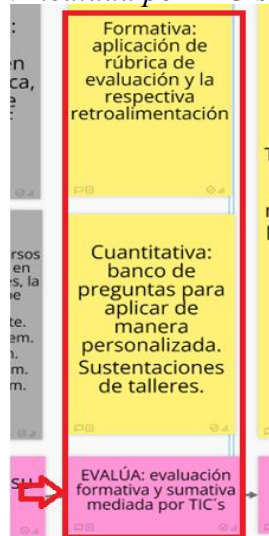 Formativa:
aplicación de
rúbrica de
evaluación y la
respectiva
retroalimentación
Cuantitativa:
banco de
preguntas para
aplicar de
manera
personalizada.
Sustentaciones
de talleres.
EVALÚA: evaluación
formativa y sumativa
mediada por TIC´s